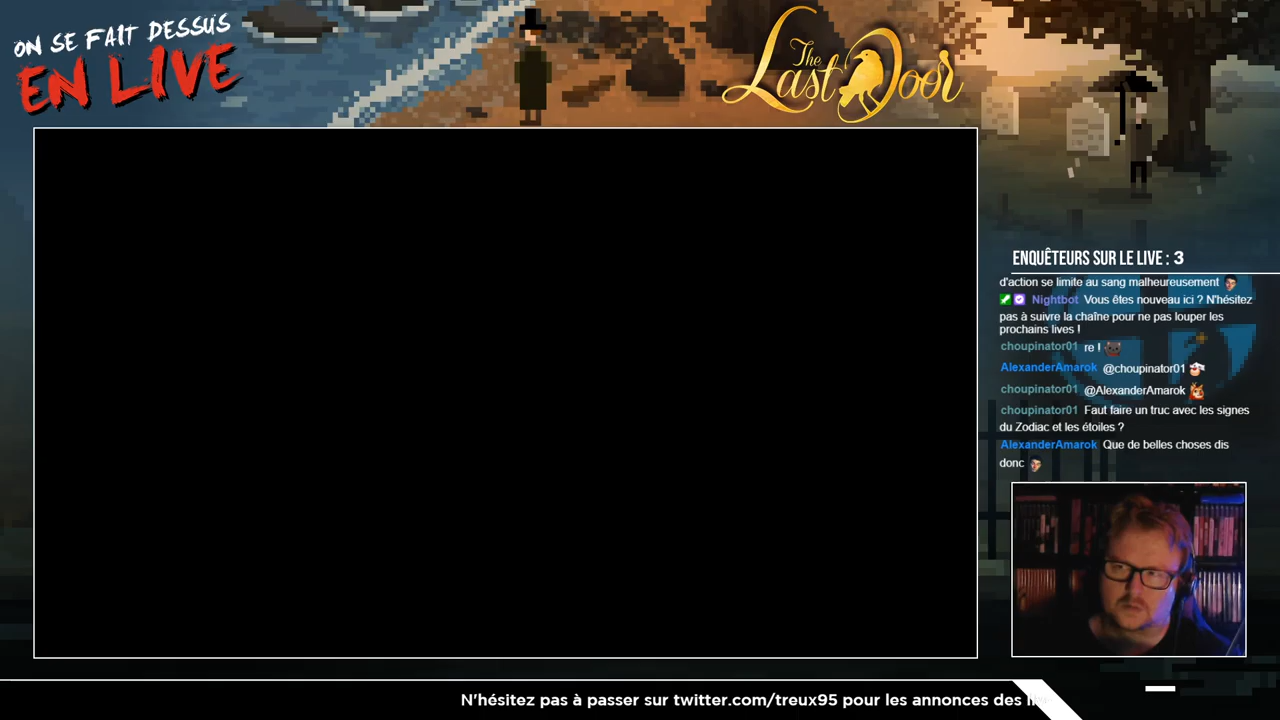 ON SE FAIT DESSUS
EN LIVE
The
Last Door
ENQUÊTEURS SUR LE LIVE : 3
d'action se limite au sang malheureusement
Nightbot Vous êtes nouveau ici ? N'hésitez
pas à suivre la chaîne pour ne pas louper les
prochains lives !
choupinator01 re !
AlexanderAmarok @choupinator01
choupinator01 @AlexanderAmarok
choupinator01 Faut faire un truc avec les signes
du Zodiac et les étoiles ?
AlexanderAmarok Que de belles choses dis
donc
N'hésitez pas à passer sur twitter.com/treux95 pour les annonces des